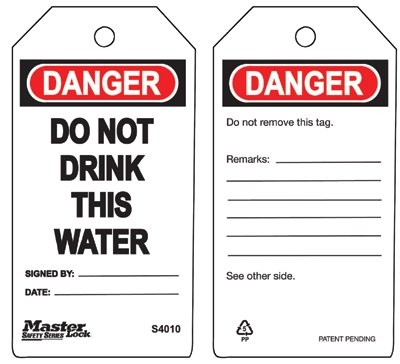 DANGER
DO NOT
DRINK
THIS
WATER
SIGNED BY:
DATE:
Master Lock
SAFETY SERIES
S4010
DANGER
Do not remove this tag.
Remarks:
See other side.
5
PP
PATENT PENDING